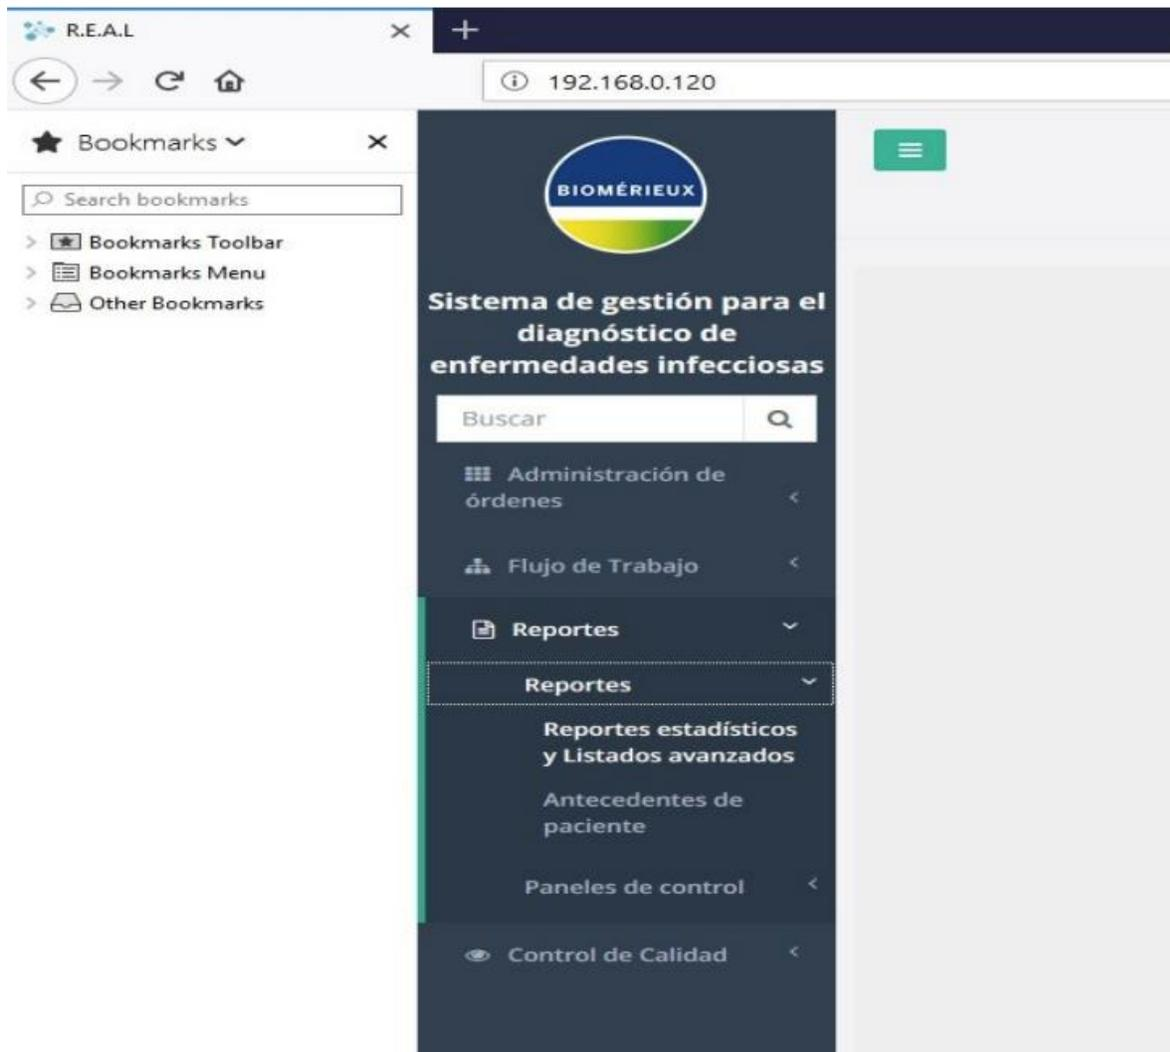 R.E.A.L
192.168.0.120
Bookmarks
Search bookmarks
Bookmarks Toolbar
Bookmarks Menu
Other Bookmarks
BIOMÉRIEUX
Sistema de gestión para el
diagnóstico de
enfermedades infecciosas
Buscar
Administración de
órdenes
Flujo de Trabajo
Reportes
Reportes
Reportes estadísticos
y Listados avanzados
Antecedentes de
paciente
Paneles de control
Control de Calidad